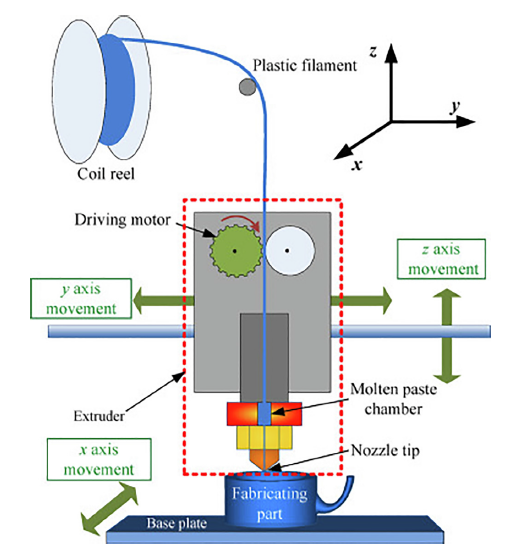 Plastic filament
z
y
x
Coil reel
Driving motor
z axis
movement
y axis
movement
Molten paste
chamber
Extruder
x axis
movement
Nozzle tip
Fabricating
part
Base plate